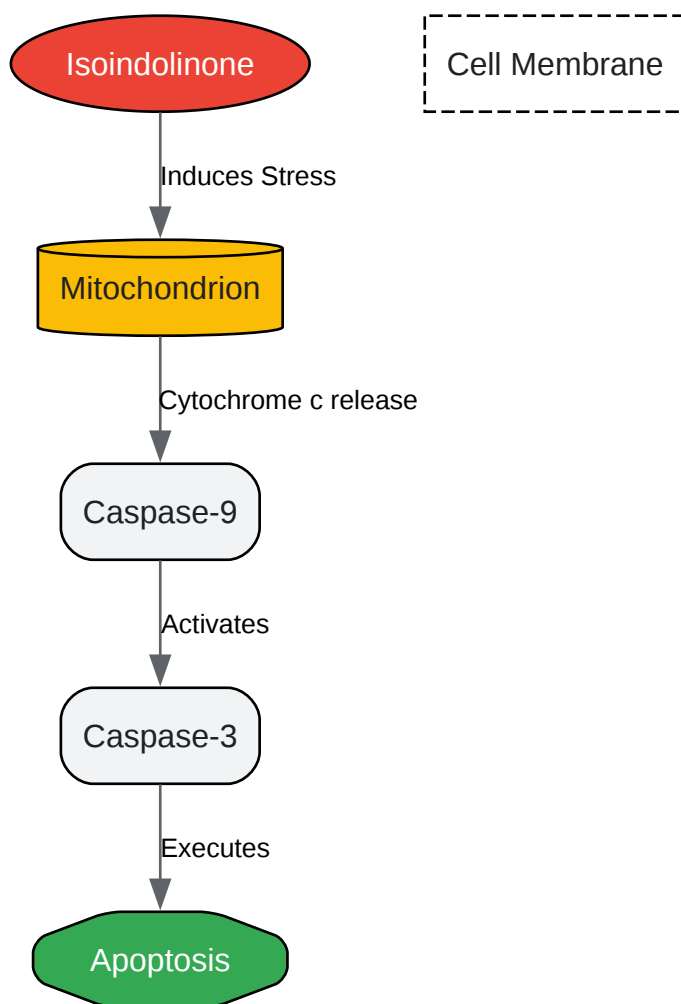 Isoindolinone
Cell Membrane
Induces Stress
Mitochondrion
Cytochrome c release
Caspase-9
Activates
Caspase-3
Executes
Apoptosis